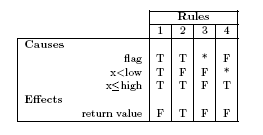 Rules
1 2 3 4
Causes
flag T T * F
x<low T F F *
x≤high T T F T
Effects
return value F T F F